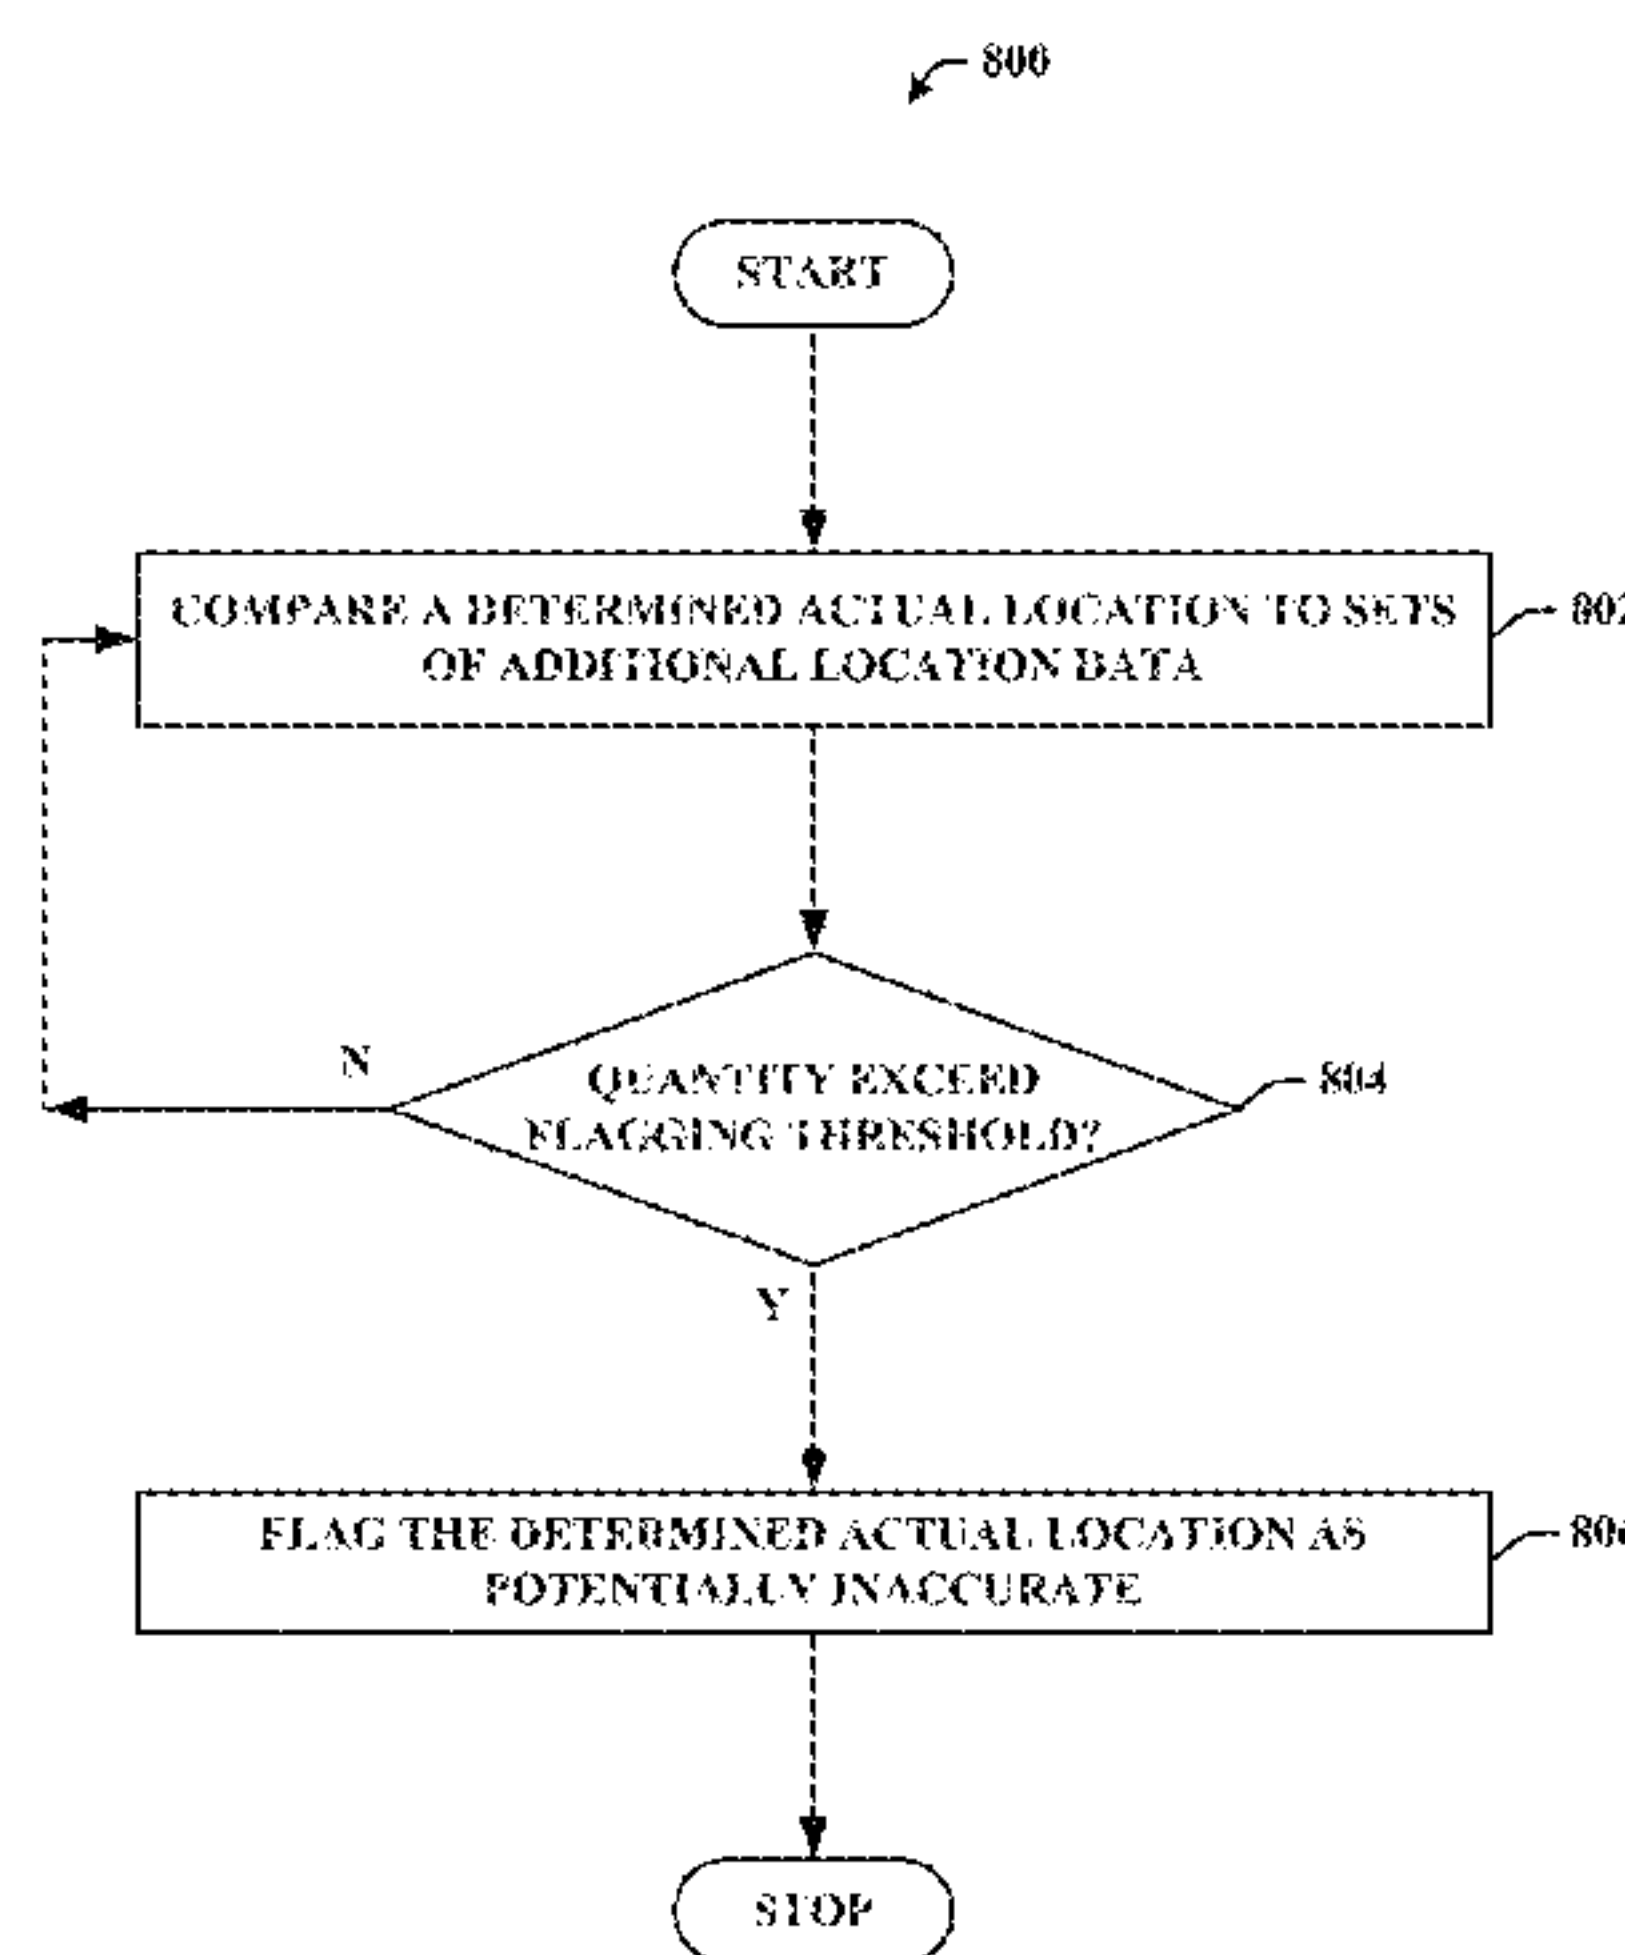 800
START
COMPARE A DETERMINED ACTUAL LOCATION TO SETS
OF ADDITIONAL LOCATION DATA
802
N
QUANTITY EXCEED
FLAGGING THRESHOLD?
804
Y
FLAG THE DETERMINED ACTUAL LOCATION AS
POTENTIALLY INACCURATE
806
STOP